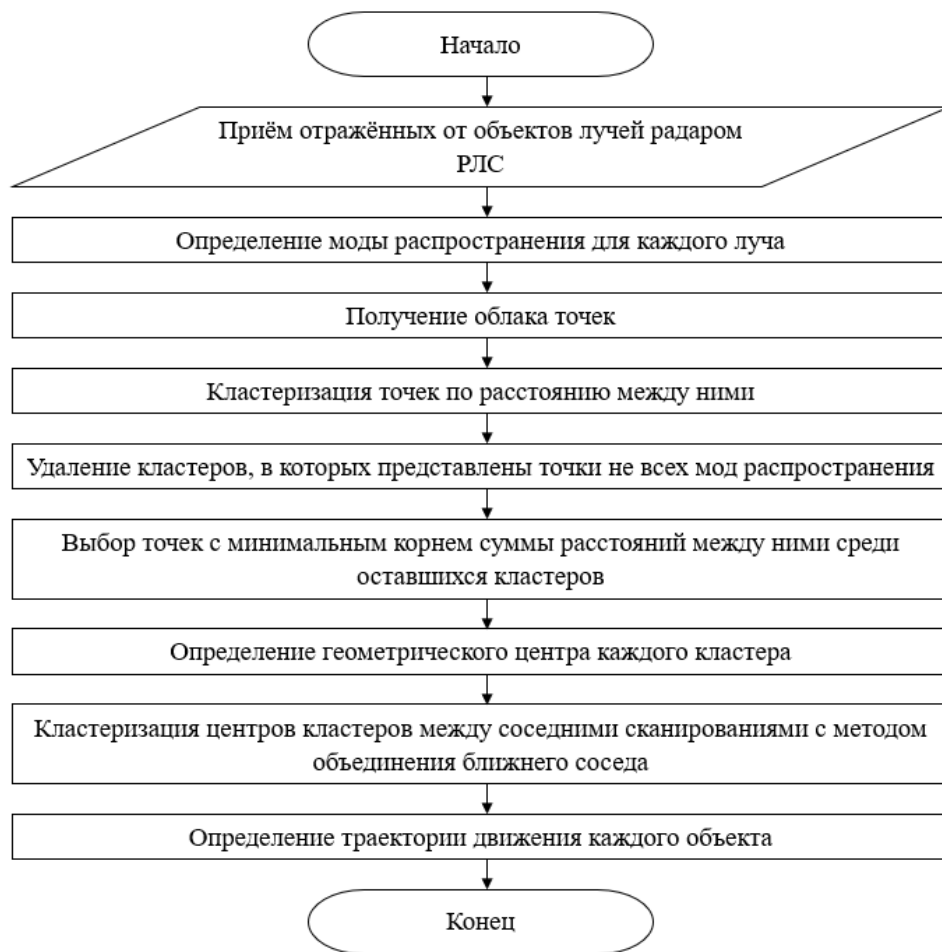 Начало
Приём отражённых от объектов лучей радаром
РЛС
Определение моды распространения для каждого луча
Получение облака точек
Кластеризация точек по расстоянию между ними
Удаление кластеров, в которых представлены точки не всех мод распространения
Выбор точек с минимальным корнем суммы расстояний между ними среди
оставшихся кластеров
Определение геометрического центра каждого кластера
Кластеризация центров кластеров между соседними сканированиями с методом
объединения ближнего соседа
Определение траектории движения каждого объекта
Конец